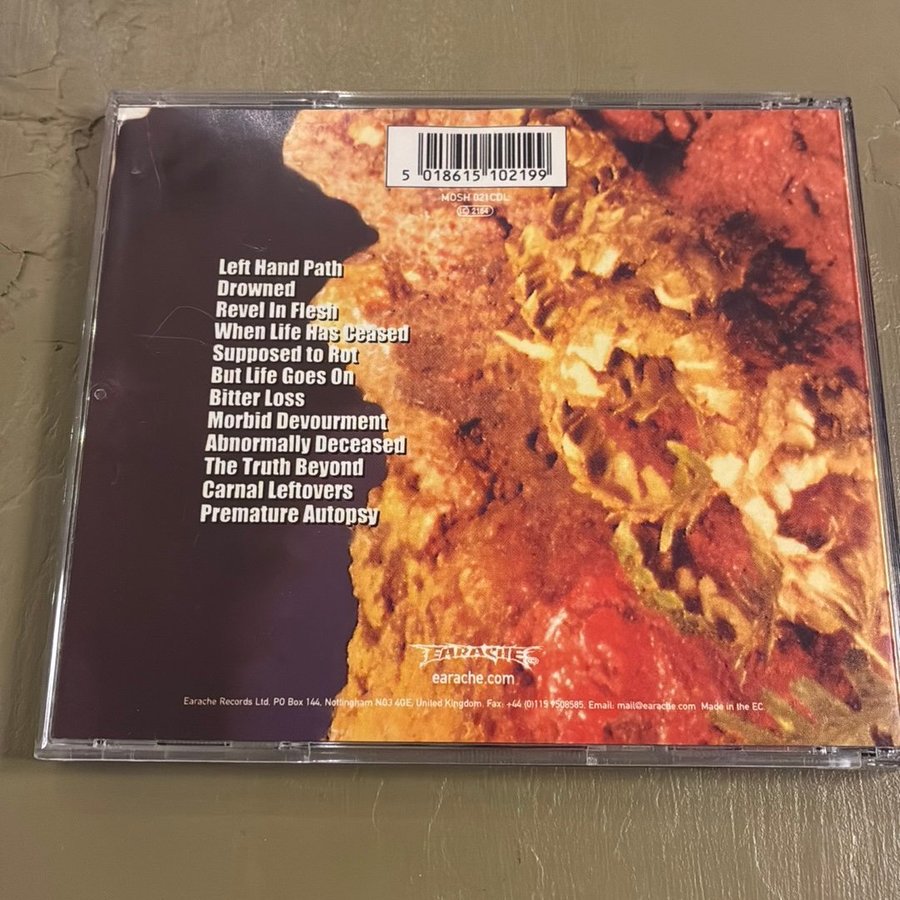 5 018615 102199
MOSH 021CDL
LC 2164
Left Hand Path
Drowned
Revel In Flesh
When Life Has Ceased
Supposed to Rot
But Life Goes On
Bitter Loss
Morbid Devourment
Abnormally Deceased
The Truth Beyond
Carnal Leftovers
Premature Autopsy
EARACHE
earache.com
Earache Records Ltd, PO Box 144, Nottingham NG3 4GE, United Kingdom. Fax: +44 (0)115 9508585. Email: mail@earache.com Made in the EC